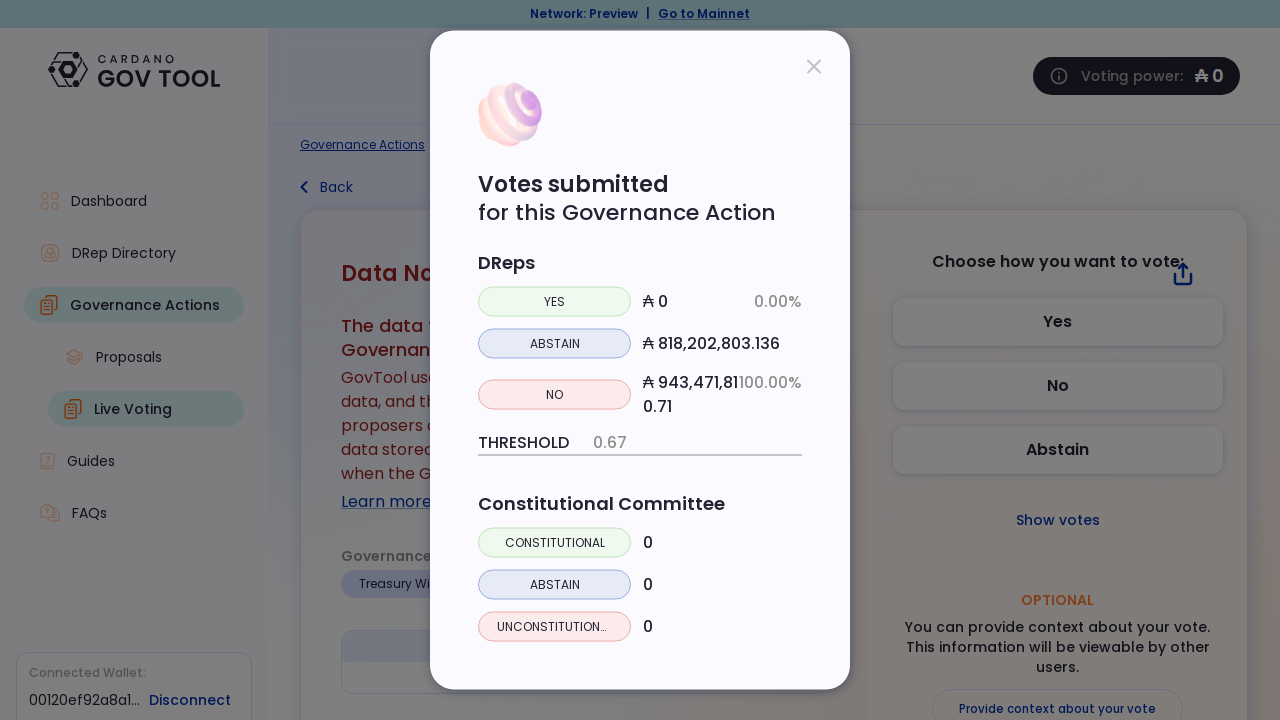 Network: Preview | Go to Mainnet
CARDANO
GOV TOOL
Voting power: ₳ 0
Governance Actions
Back
Dashboard
DRep Directory
Governance Actions
Proposals
Live Voting
Guides
FAQs
Connected Wallet:
00120ef92a8a1... Disconnect
Data No
The data
Governan
GovTool us
data, and th
proposers
data store
when the G
Learn more
Governance
Treasury Wi
Votes submitted
for this Governance Action
DReps
YES ₳ 0 0.00%
ABSTAIN ₳ 818,202,803.136
NO ₳ 943,471,81 100.00%
0.71
THRESHOLD 0.67
Constitutional Committee
CONSTITUTIONAL 0
ABSTAIN 0
UNCONSTITUTION... 0
Choose how you want to vote:
Yes
No
Abstain
Show votes
OPTIONAL
You can provide context about your vote.
This information will be viewable by other
users.
Provide context about your vote